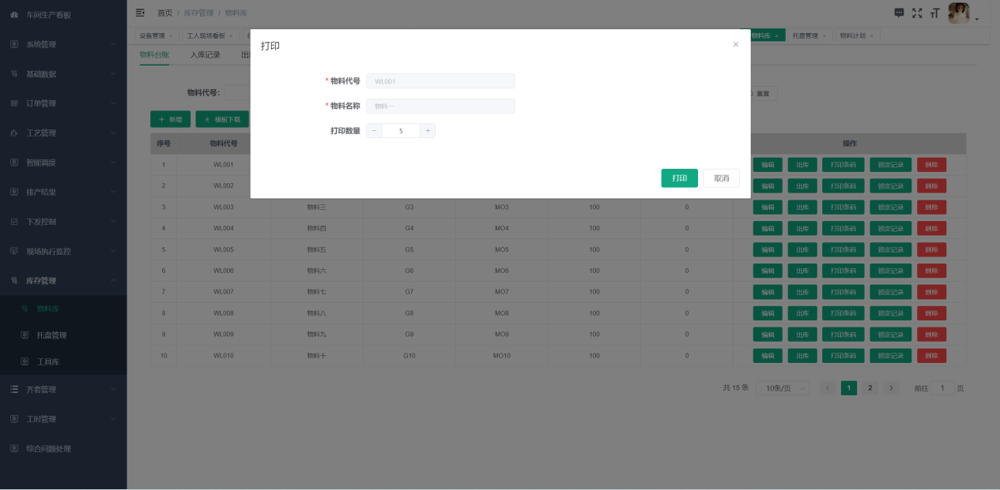 车间生产看板
系统管理
基础数据
订单管理
工艺管理
智能调度
排产结果
下发控制
现场执行监控
库存管理
物料库
托盘管理
工具库
齐套管理
工时管理
综合问题处理
首页 / 库存管理 / 物料库
设备管理 × 工人现场看板 × 物料库 × 托盘管理 × 物料计划 ×
物料台账 入库记录
物料代号：
重置
+ 新增 模板下载
打印 ×
* 物料代号 WL001
* 物料名称 物料一
打印数量 − 5 +
打印 取消
序号 物料代号 操作
1 WL001 编辑 出库 打印条码 锁定记录 删除
2 WL002 编辑 出库 打印条码 锁定记录 删除
3 WL003 物料三 G3 MO3 100 0 编辑 出库 打印条码 锁定记录 删除
4 WL004 物料四 G4 MO4 100 0 编辑 出库 打印条码 锁定记录 删除
5 WL005 物料五 G5 MO5 100 0 编辑 出库 打印条码 锁定记录 删除
6 WL006 物料六 G6 MO6 100 0 编辑 出库 打印条码 锁定记录 删除
7 WL007 物料七 G7 MO7 100 0 编辑 出库 打印条码 锁定记录 删除
8 WL008 物料八 G8 MO8 100 0 编辑 出库 打印条码 锁定记录 删除
9 WL009 物料九 G9 MO9 100 0 编辑 出库 打印条码 锁定记录 删除
10 WL010 物料十 G10 MO10 100 0 编辑 出库 打印条码 锁定记录 删除
共 15 条 10条/页 < 1 2 > 前往 1 页